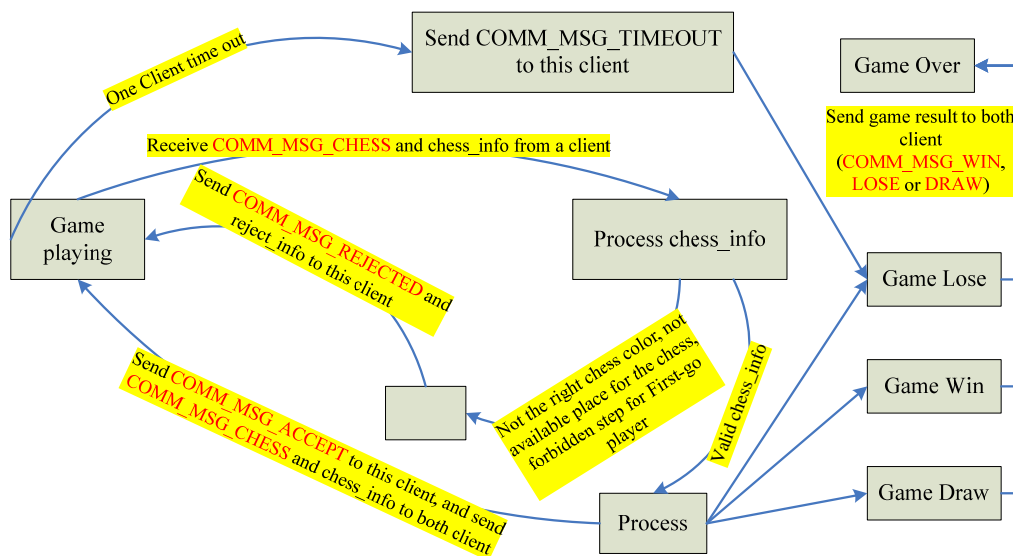 Send COMM_MSG_TIMEOUT
to this client
Game Over
One Client time out
Send game result to both
client
(COMM_MSG_WIN,
LOSE or DRAW)
Receive COMM_MSG_CHESS and chess_info from a client
Send COMM_MSG_REJECTED and
reject_info to this client
Game
playing
Process chess_info
Game Lose
Not the right chess color, not
available place for the chess,
forbidden step for First-go
player
Valid chess_info
Game Win
Send COMM_MSG_ACCEPT to this client, and send
COMM_MSG_CHESS and chess_info to both client
Game Draw
Process